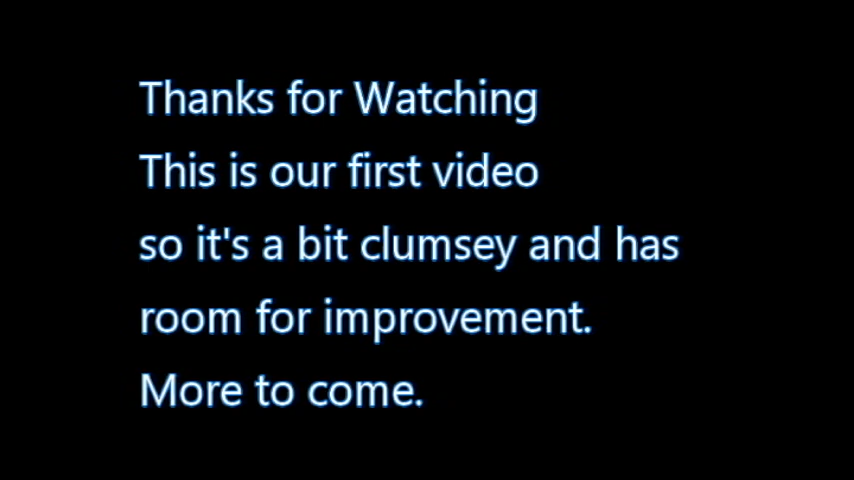 Thanks for Watching
This is our first video
so it's a bit clumsey and has
room for improvement.
More to come.